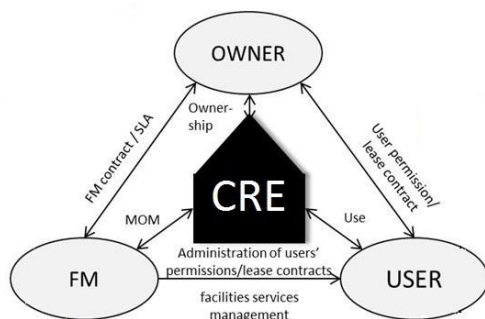 OWNER
Owner-
ship
FM contract / SLA
User permission/
lease contract
CRE
MOM
Use
Administration of users'
permissions/lease contracts
FM
USER
facilities services
management